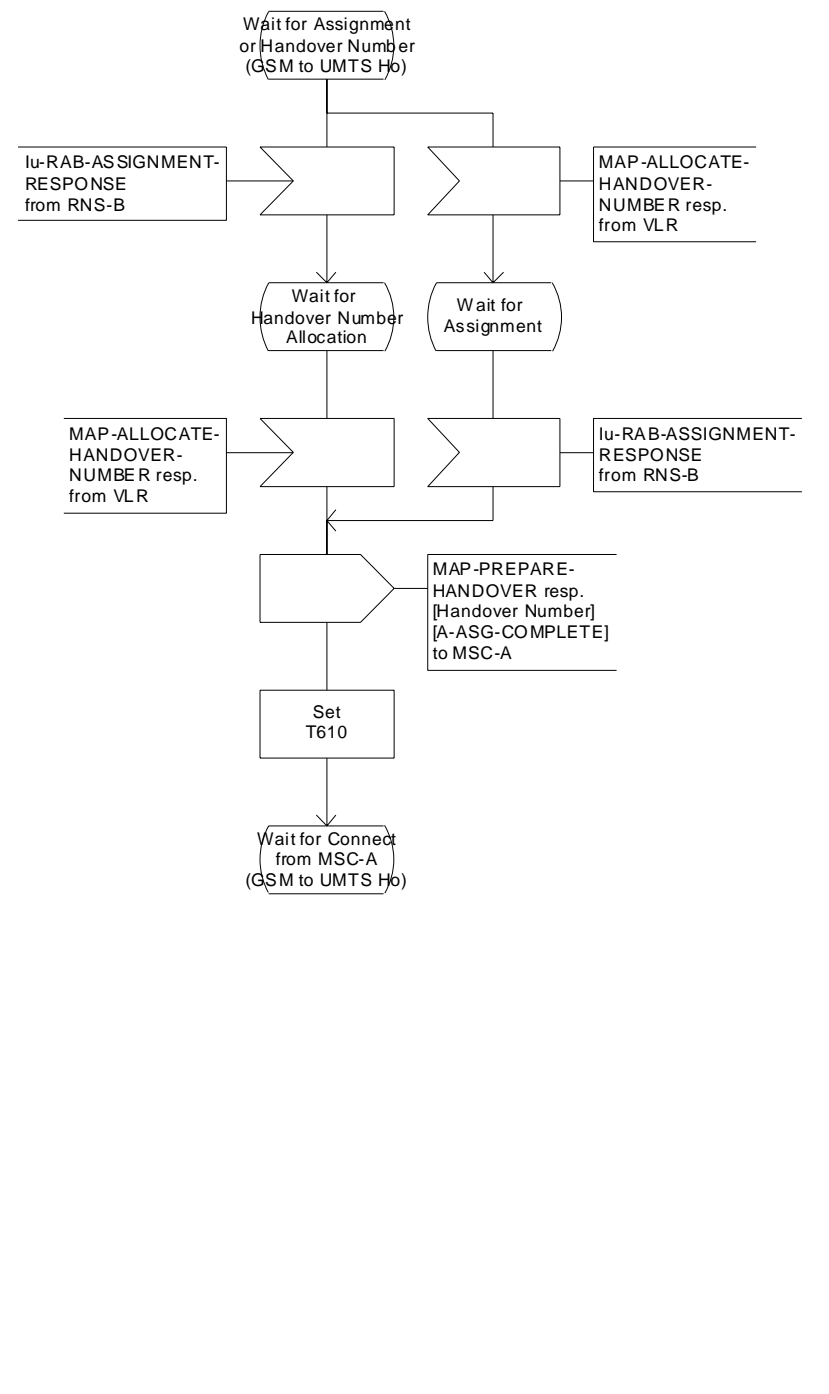 Wait for Assignment
or Handover Number
(GSM to UMTS Ho)
Iu-RAB-ASSIGNMENT-
RESPONSE
from RNS-B
MAP-ALLOCATE-
HANDOVER-
NUMBER resp.
from VLR
Wait for
Handover Number
Allocation
Wait for
Assignment
MAP-ALLOCATE-
HANDOVER-
NUMBER resp.
from VLR
Iu-RAB-ASSIGNMENT-
RESPONSE
from RNS-B
MAP-PREPARE-
HANDOVER resp.
[Handover Number]
[A-ASG-COMPLETE]
to MSC-A
Set
T610
Wait for Connect
from MSC-A
(GSM to UMTS Ho)